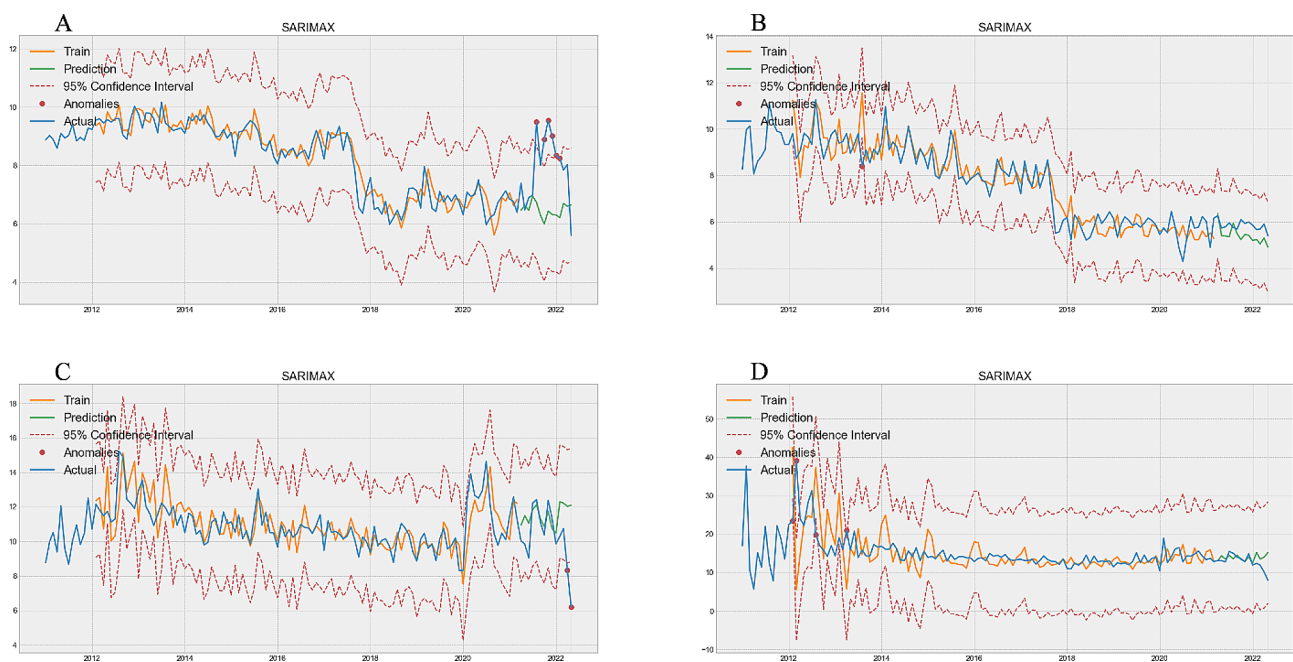 A
SARIMAX
12
10
8
6
4
Train
Prediction
95% Confidence Interval
Anomalies
Actual
2012
2014
2016
2018
2020
2022
B
SARIMAX
14
12
10
8
6
4
Train
Prediction
95% Confidence Interval
Anomalies
Actual
2012
2014
2016
2018
2020
2022
C
SARIMAX
18
16
14
12
10
8
6
4
Train
Prediction
95% Confidence Interval
Anomalies
Actual
2012
2014
2016
2018
2020
2022
D
SARIMAX
50
40
30
20
10
0
−10
Train
Prediction
95% Confidence Interval
Anomalies
Actual
2012
2014
2016
2018
2020
2022